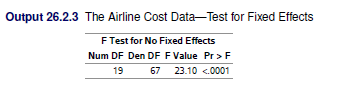 Output 26.2.3 The Airline Cost Data—Test for Fixed Effects
F Test for No Fixed Effects
Num DF Den DF F Value Pr > F
19 67 23.10 <.0001